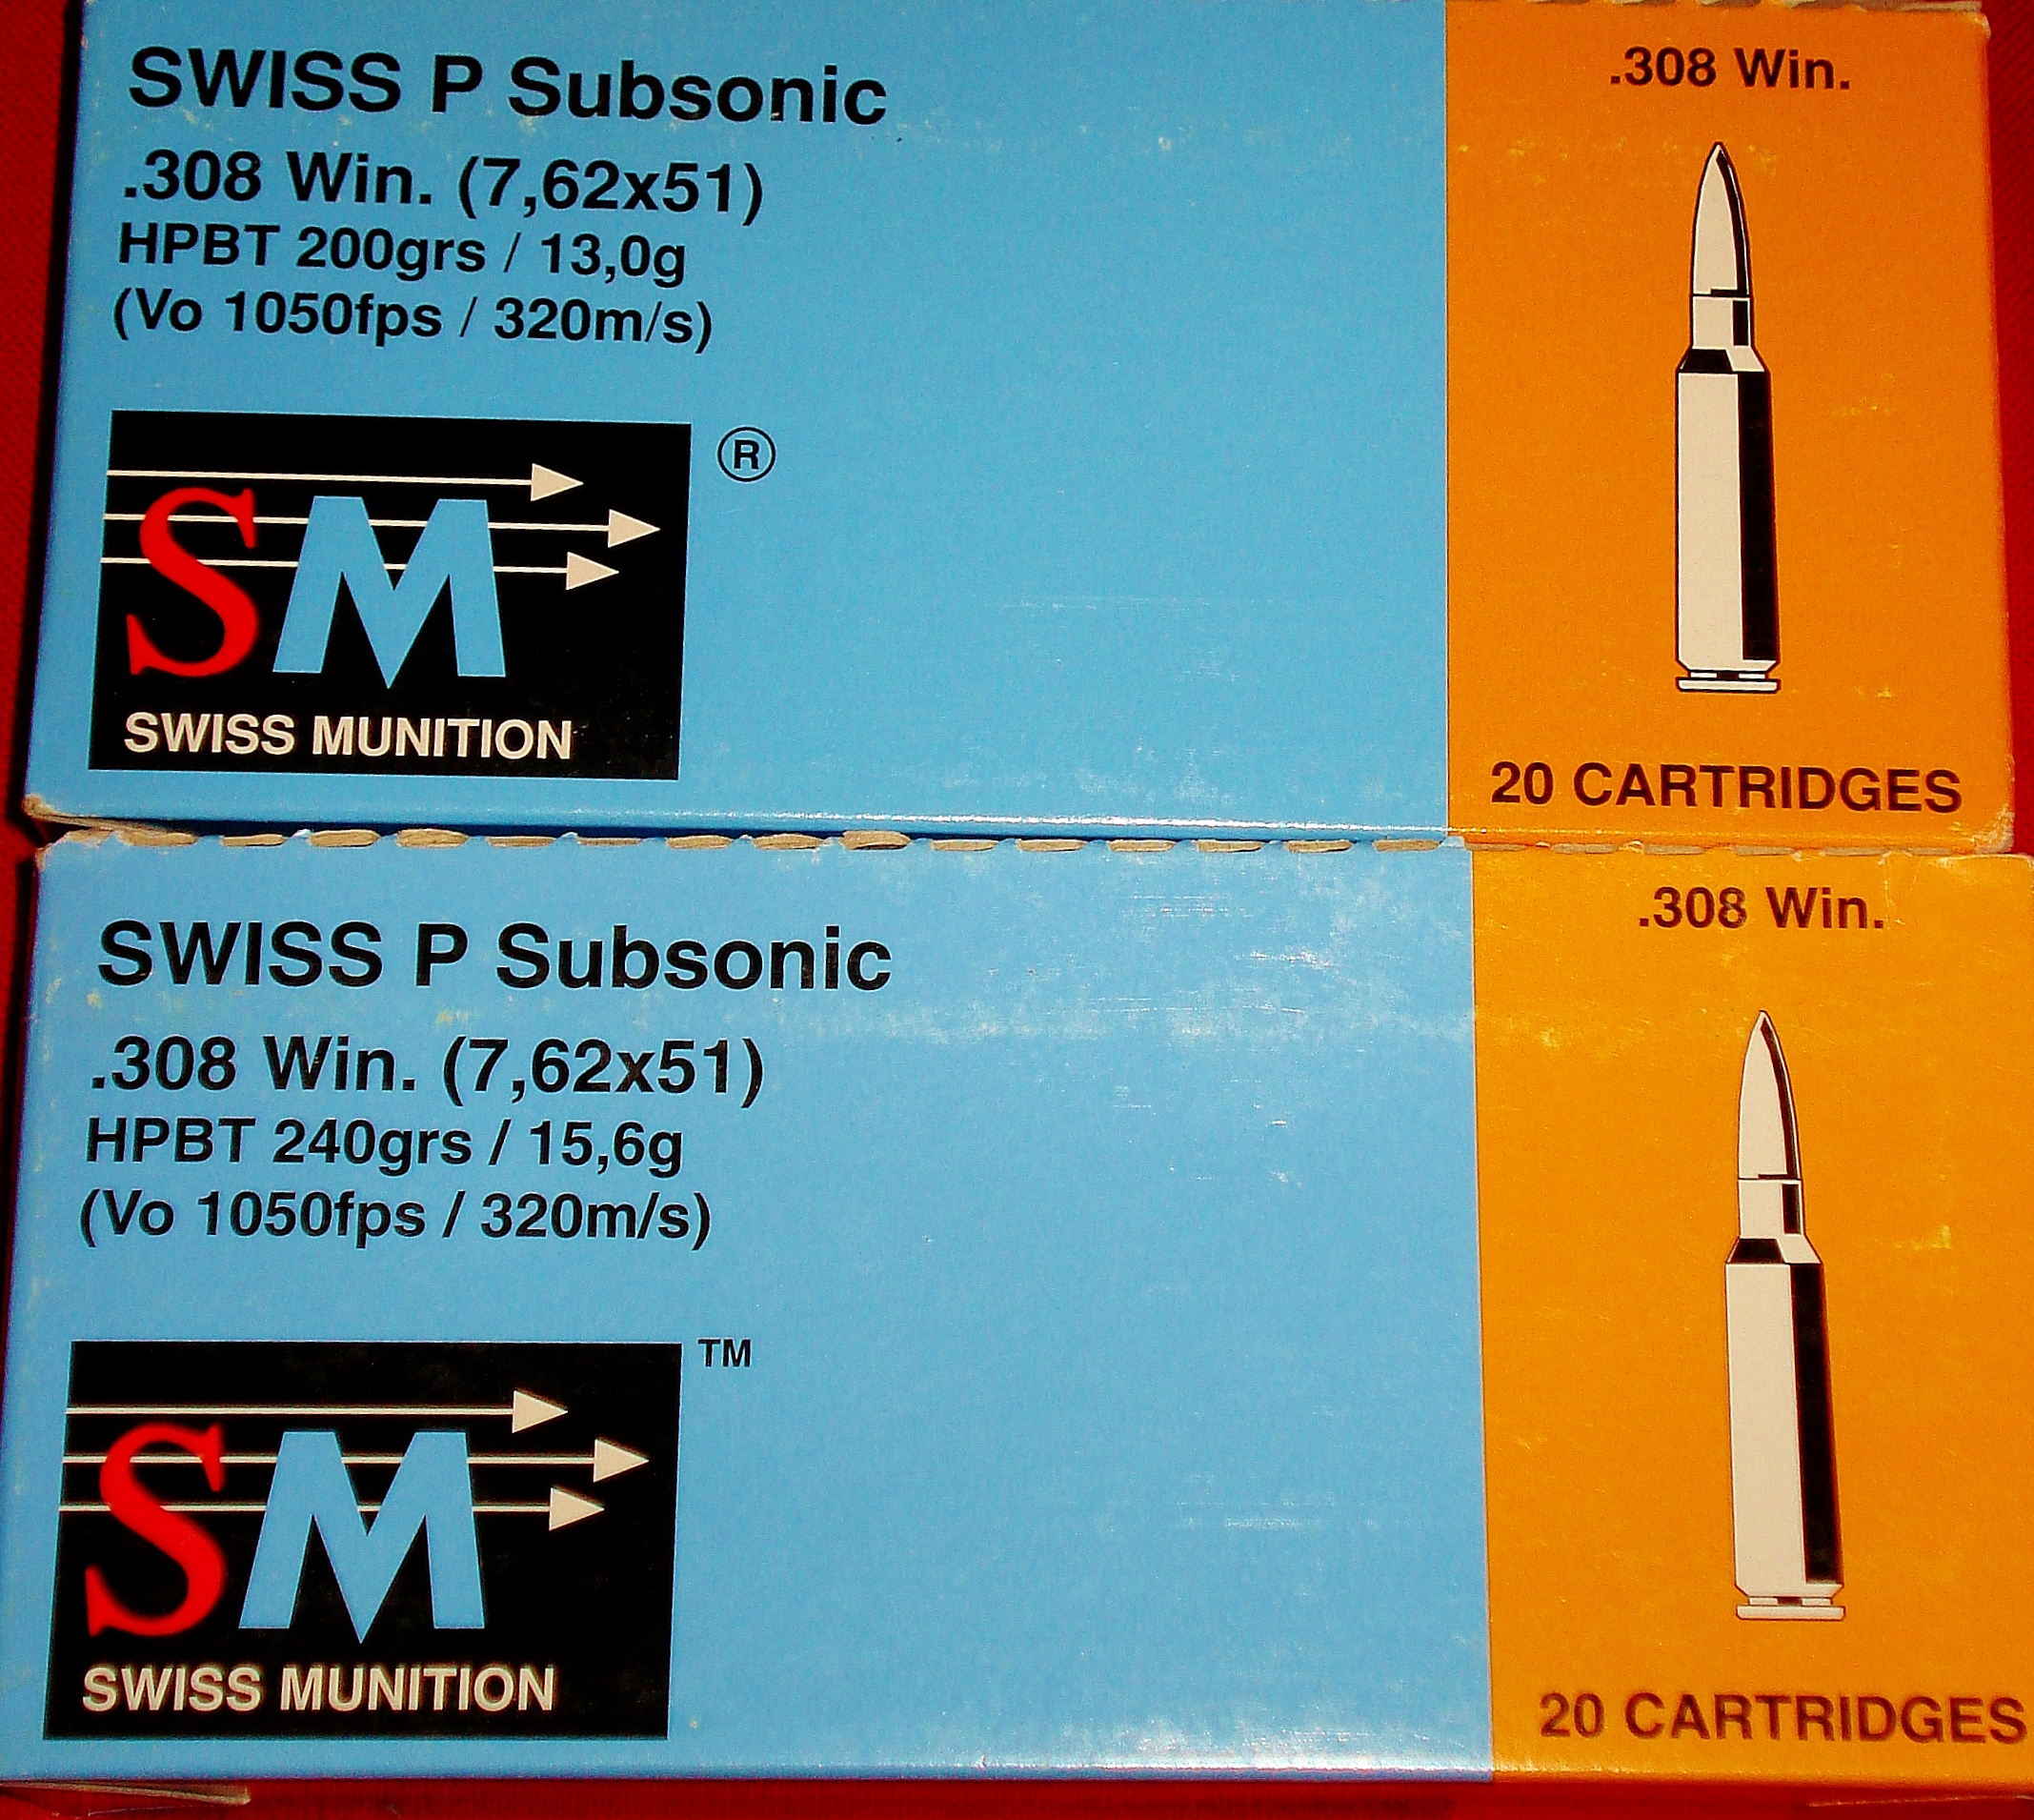 SWISS P Subsonic
.308 Win. (7,62x51)
HPBT 200grs / 13,0g
(Vo 1050fps / 320m/s)
SM
®
SWISS MUNITION
.308 Win.
20 CARTRIDGES
SWISS P Subsonic
.308 Win. (7,62x51)
HPBT 240grs / 15,6g
(Vo 1050fps / 320m/s)
SM
TM
SWISS MUNITION
.308 Win.
20 CARTRIDGES